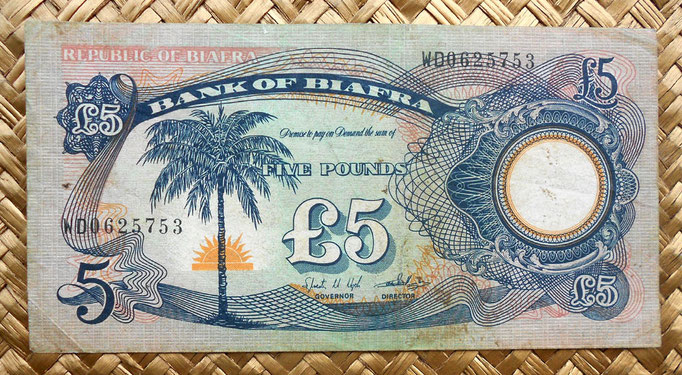 REPUBLIC OF BIAFRA
WD0625753
£5
BANK OF BIAFRA
£5
Promise to pay on Demand the sum of
FIVE POUNDS
WD0625753
£5
5
GOVERNOR
DIRECTOR
£5